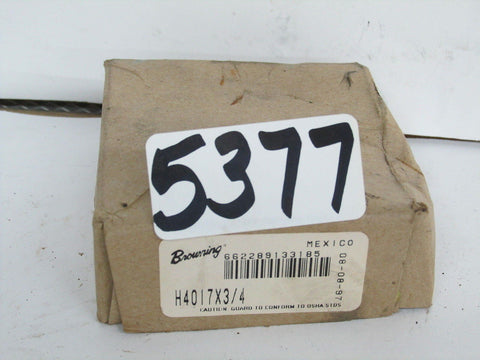 5377
Browning
MEXICO
662289133185
08-08-97
H4017X3/4
CAUTION GUARD TO CONFORM TO OSHA STDS